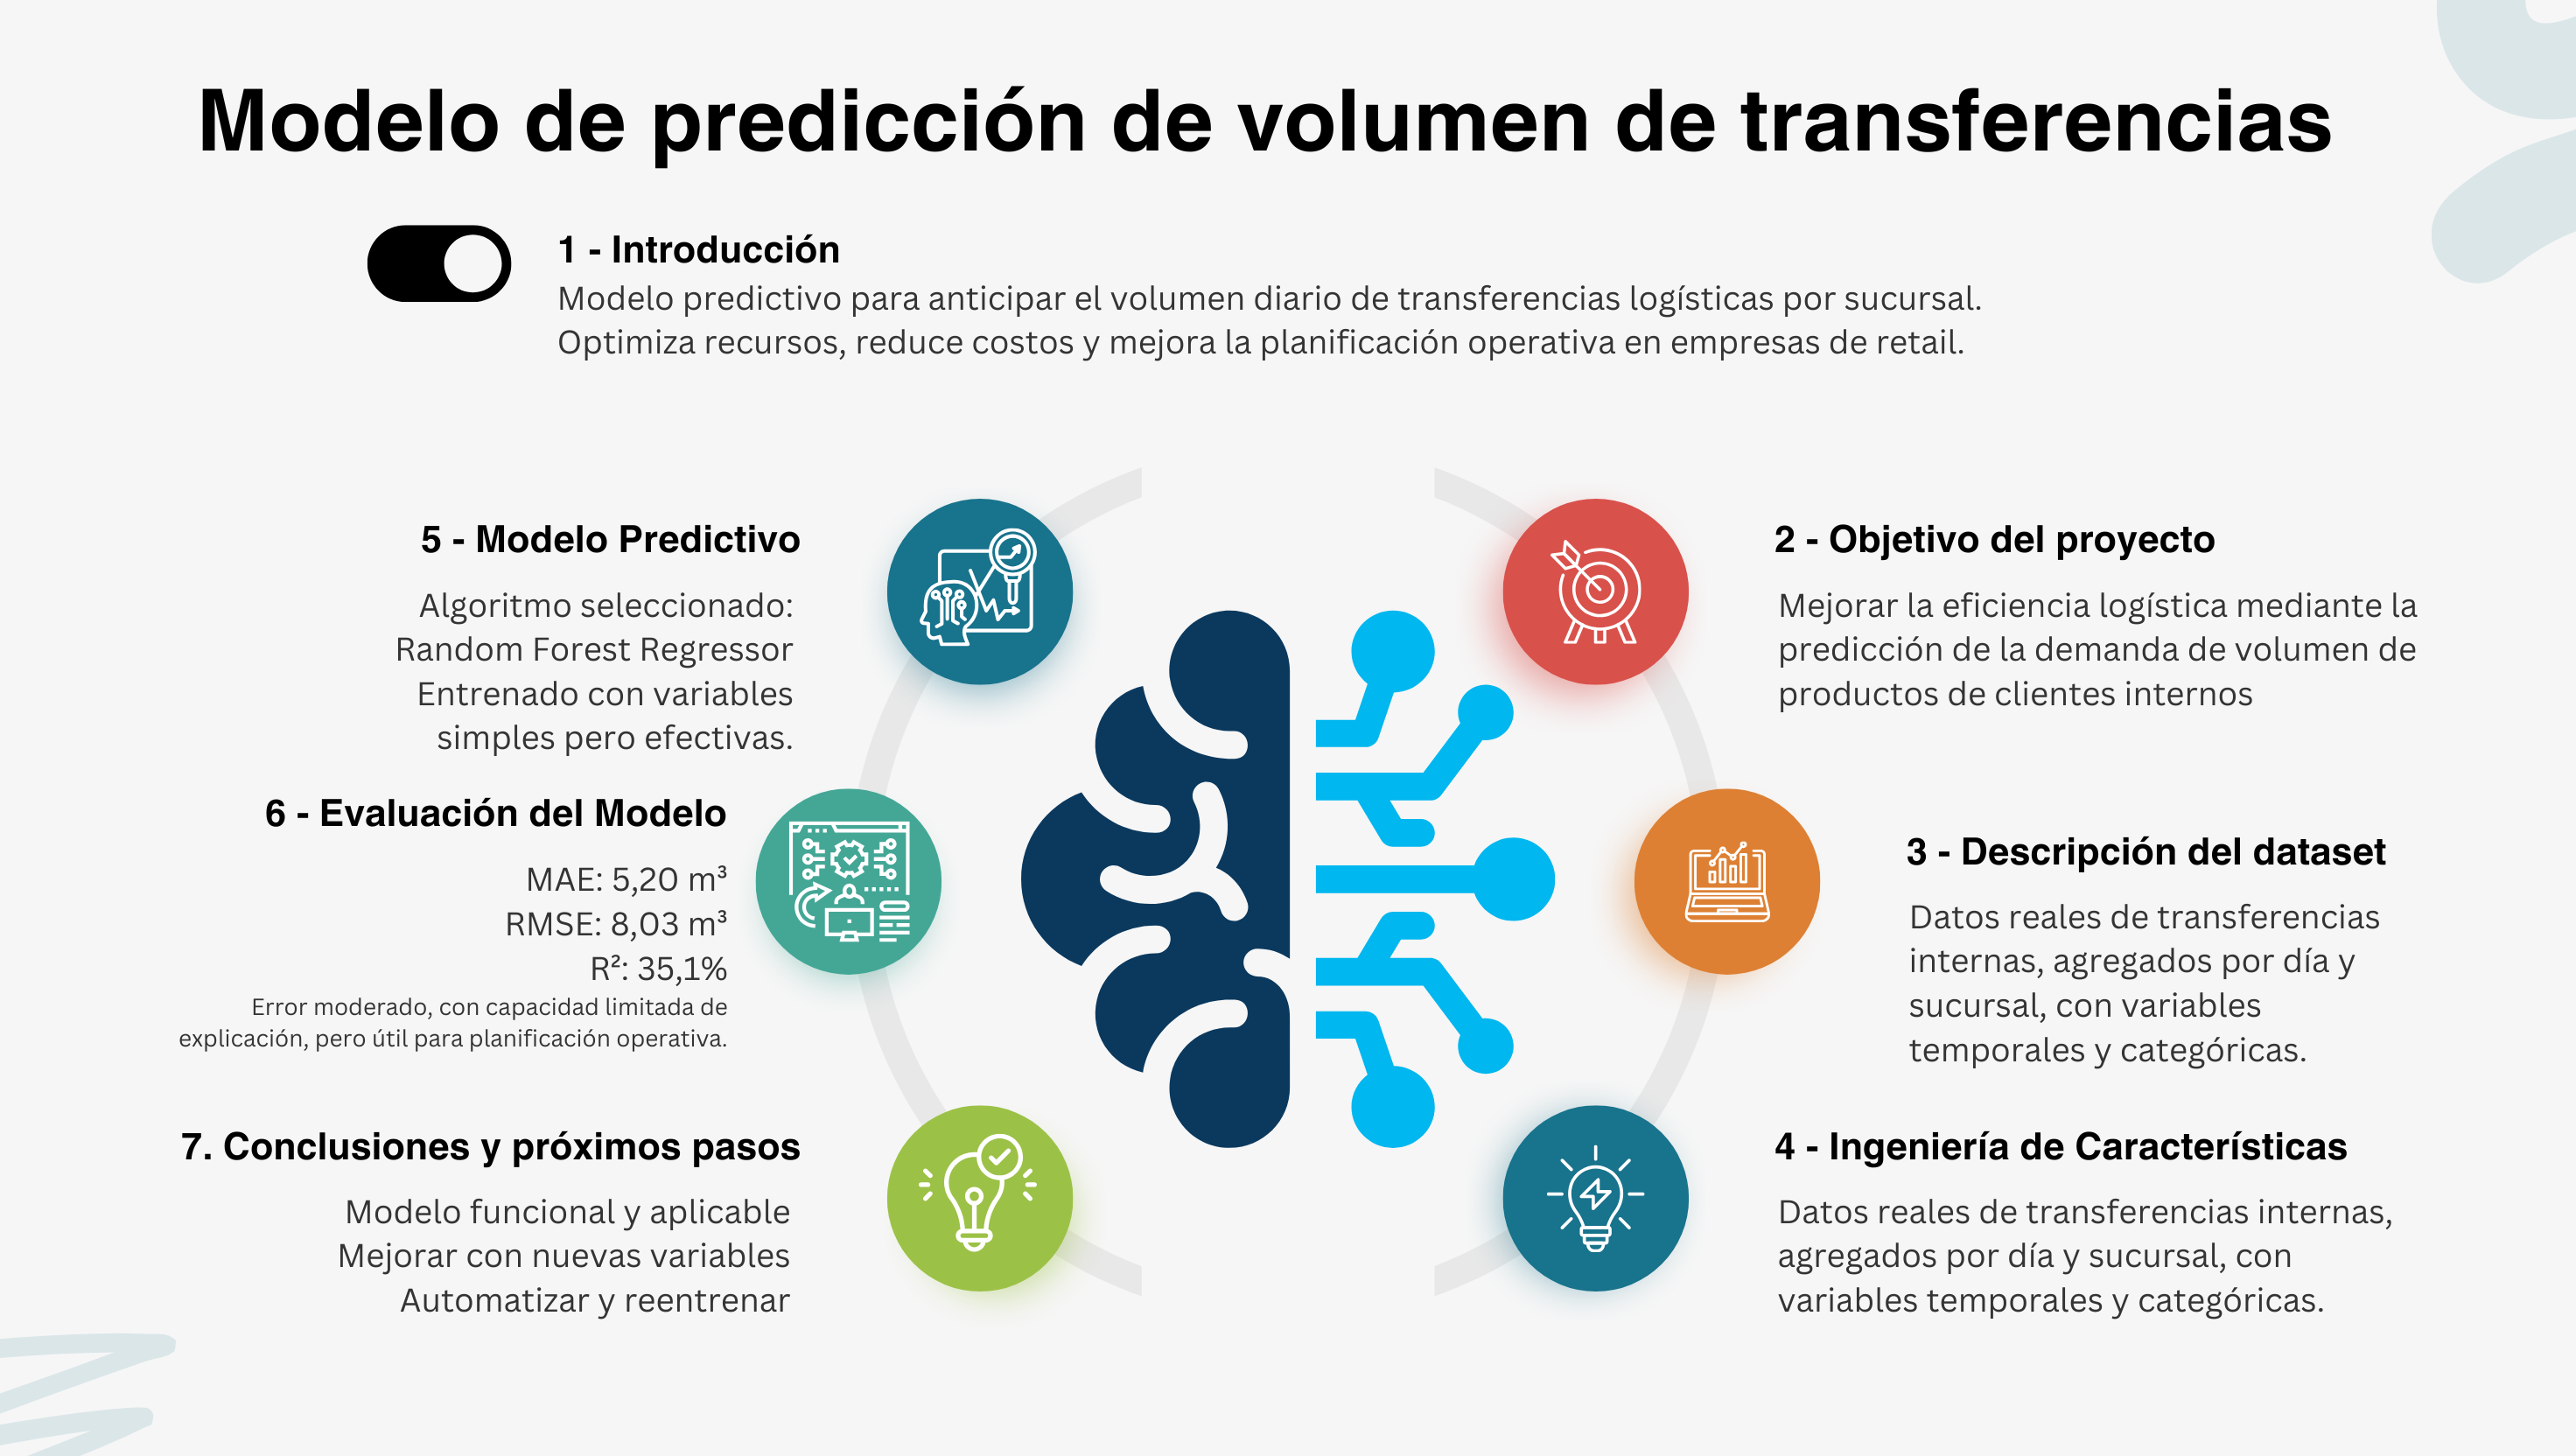 Modelo de predicción de volumen de transferencias
1 - Introducción
Modelo predictivo para anticipar el volumen diario de transferencias logísticas por sucursal.
Optimiza recursos, reduce costos y mejora la planificación operativa en empresas de retail.
2 - Objetivo del proyecto
Mejorar la eficiencia logística mediante la
predicción de la demanda de volumen de
productos de clientes internos
3 - Descripción del dataset
Datos reales de transferencias
internas, agregados por día y
sucursal, con variables
temporales y categóricas.
4 - Ingeniería de Características
Datos reales de transferencias internas,
agregados por día y sucursal, con
variables temporales y categóricas.
5 - Modelo Predictivo
Algoritmo seleccionado:
Random Forest Regressor
Entrenado con variables
simples pero efectivas.
6 - Evaluación del Modelo
MAE: 5,20 m³
RMSE: 8,03 m³
R²: 35,1%
Error moderado, con capacidad limitada de
explicación, pero útil para planificación operativa.
7. Conclusiones y próximos pasos
Modelo funcional y aplicable
Mejorar con nuevas variables
Automatizar y reentrenar